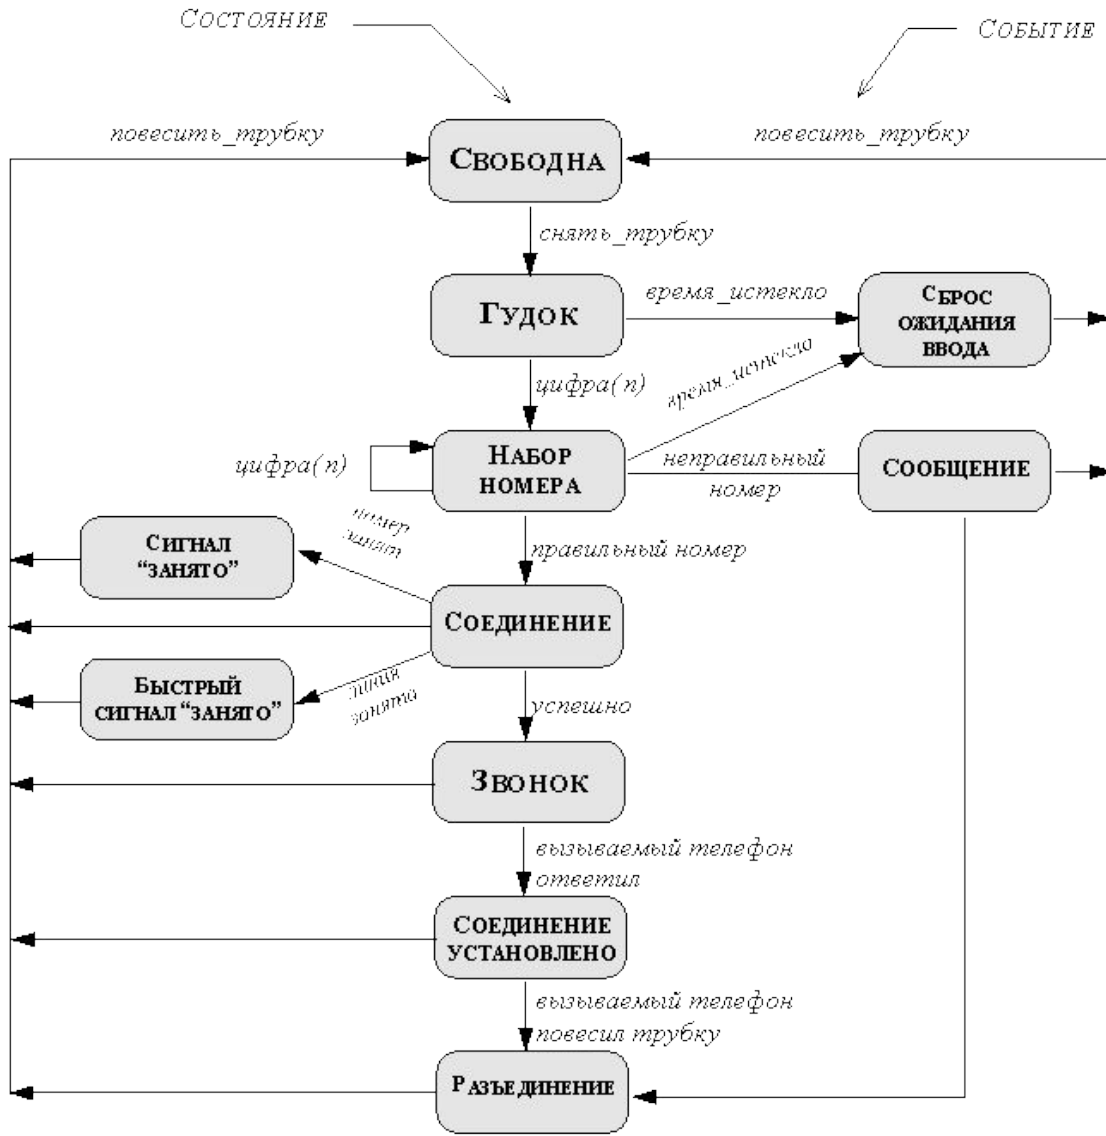 СОСТОЯНИЕ
СОБЫТИЕ
повесить_трубку
повесить_трубку
СВОБОДНА
снять_трубку
ГУДОК
время_истекло
СБРОС
ОЖИДАНИЯ
ВВОДА
цифра(n)
время_истекло
цифра(n)
НАБОР
НОМЕРА
неправильный
номер
СООБЩЕНИЕ
номер
занят
СИГНАЛ
“ЗАНЯТО”
правильный номер
СОЕДИНЕНИЕ
БЫСТРЫЙ
СИГНАЛ “ЗАНЯТО”
линия
занята
успешно
ЗВОНОК
вызываемый телефон
ответил
СОЕДИНЕНИЕ
УСТАНОВЛЕНО
вызываемый телефон
повесил трубку
РАЗЪЕДИНЕНИЕ